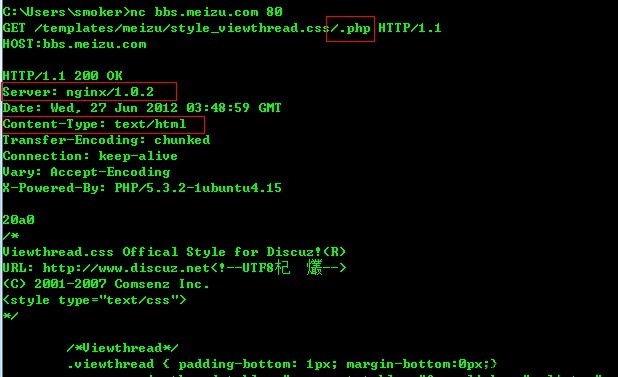 C:\Users\smoker>nc bbs.meizu.com 80
GET /templates/meizu/style_viewthread.css/.php HTTP/1.1
HOST:bbs.meizu.com
HTTP/1.1 200 OK
Server: nginx/1.0.2
Date: Wed, 27 Jun 2012 03:48:59 GMT
Content-Type: text/html
Transfer-Encoding: chunked
Connection: keep-alive
Vary: Accept-Encoding
X-Powered-By: PHP/5.3.2-1ubuntu4.15
20a0
/*
Viewthread.css Offical Style for Discuz!(R)
URL: http://www.discuz.net<!--UTF8杞 爟-->
(C) 2001-2007 Comsenz Inc.
<style type="text/css">
*/
/*Viewthread*/
.viewthread { padding-bottom: 1px; margin-bottom:0px;}